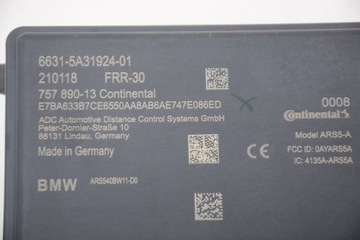 6631-5A31924-01
210118 FRR-30
757 890-13 Continental
E7BA633B7CE6550AA8AB6AE747E086ED
ADC Automotive Distance Control Systems GmbH
Peter-Dornier-Straße 10
88131 Lindau, Germany
Made in Germany
BMW ARS540BW11-D0
0008
Continental
Model ARS5-A
FCC ID: OAYARS5A
IC: 4135A-ARS5A